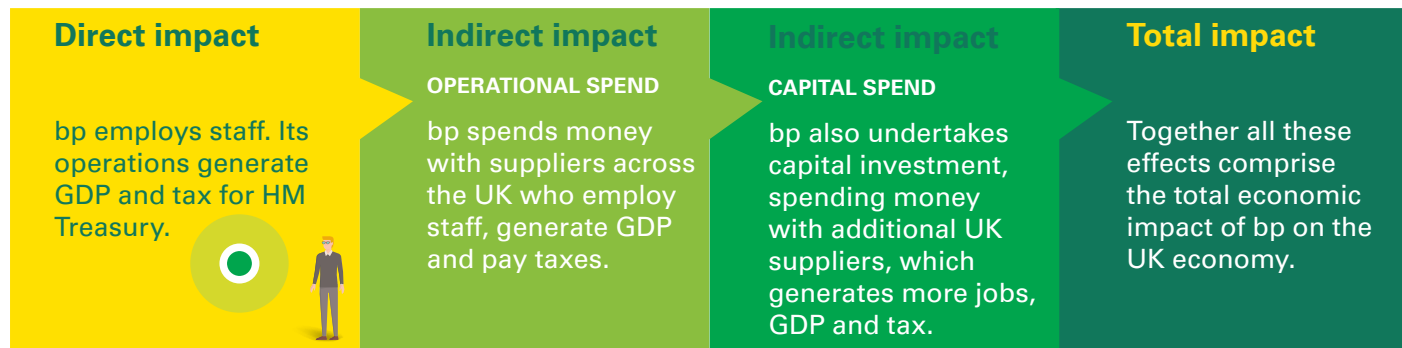 Direct impact
bp employs staff. Its
operations generate
GDP and tax for HM
Treasury.
Indirect impact
OPERATIONAL SPEND
bp spends money
with suppliers across
the UK who employ
staff, generate GDP
and pay taxes.
Indirect impact
CAPITAL SPEND
bp also undertakes
capital investment,
spending money
with additional UK
suppliers, which
generates more jobs,
GDP and tax.
Total impact
Together all these
effects comprise
the total economic
impact of bp on the
UK economy.